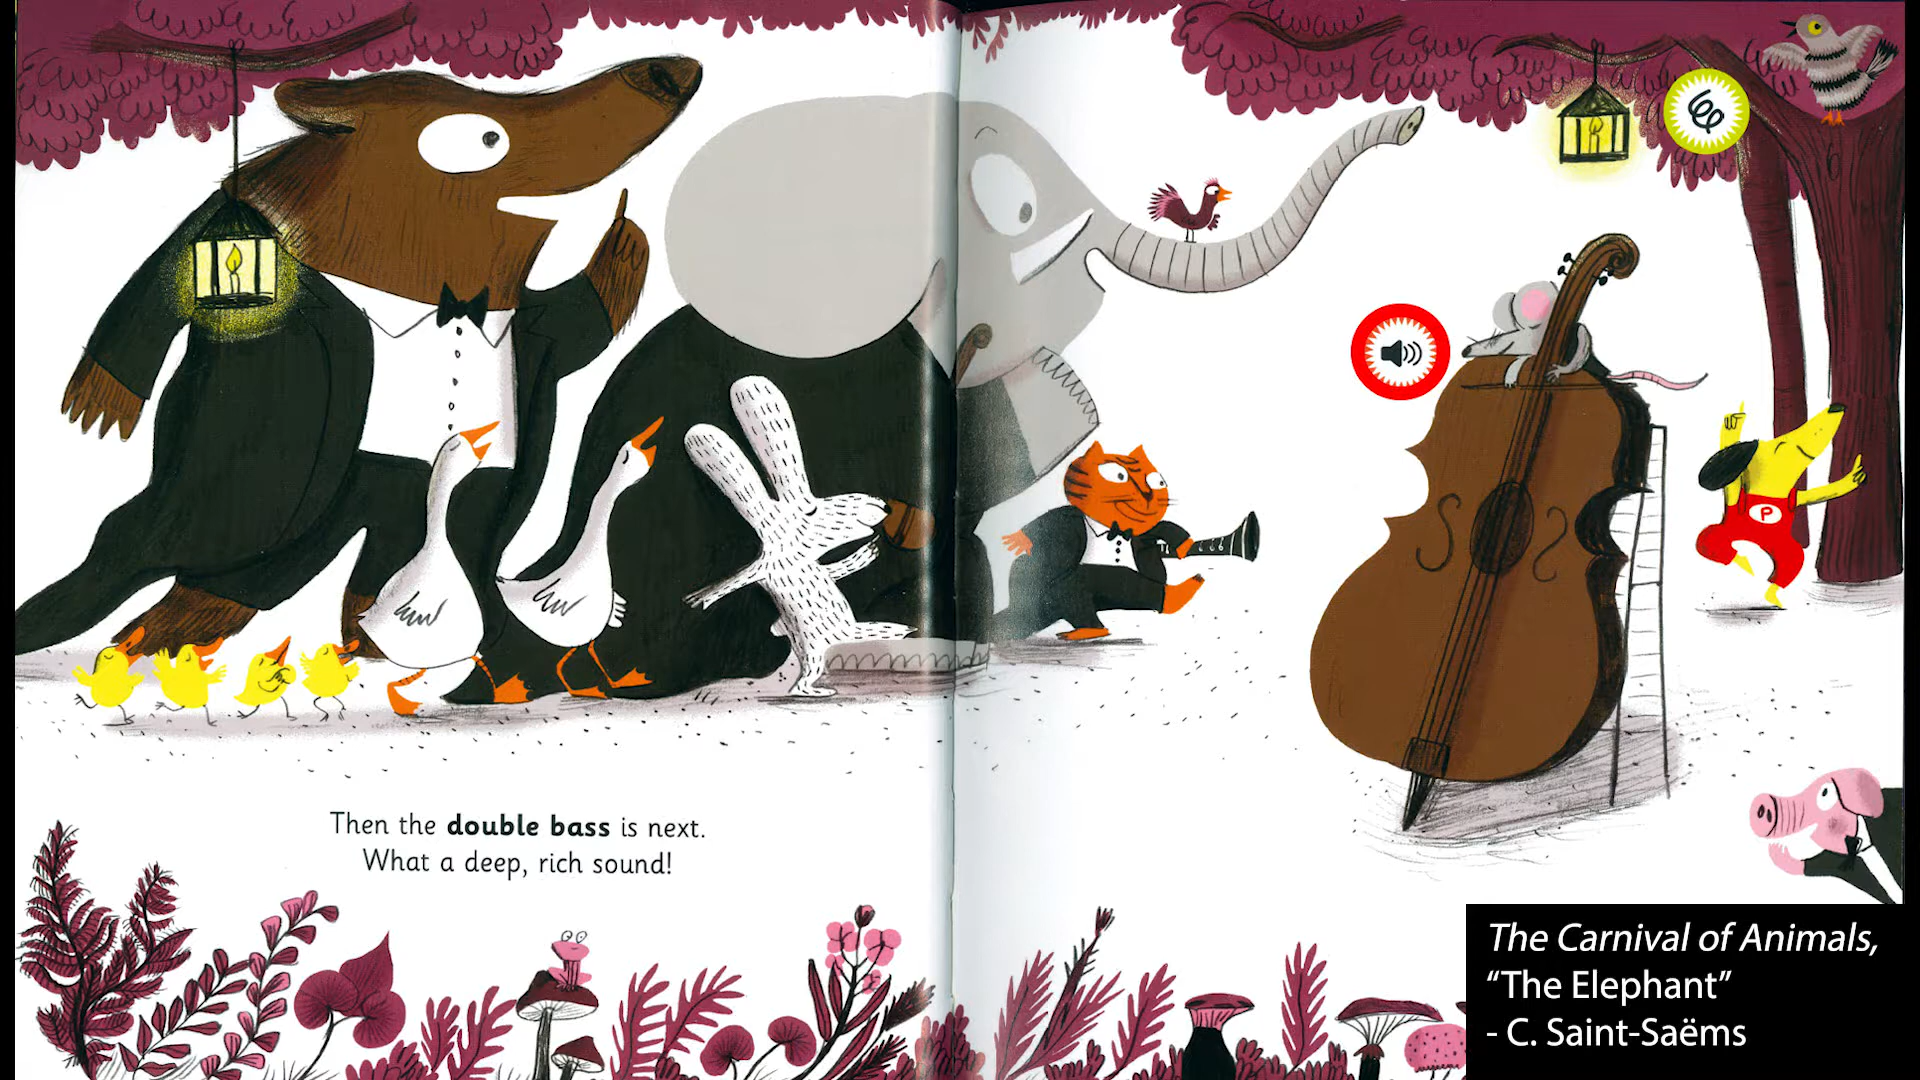 P
Then the double bass is next.
What a deep, rich sound!
The Carnival of Animals,
“The Elephant”
- C. Saint-Saëms